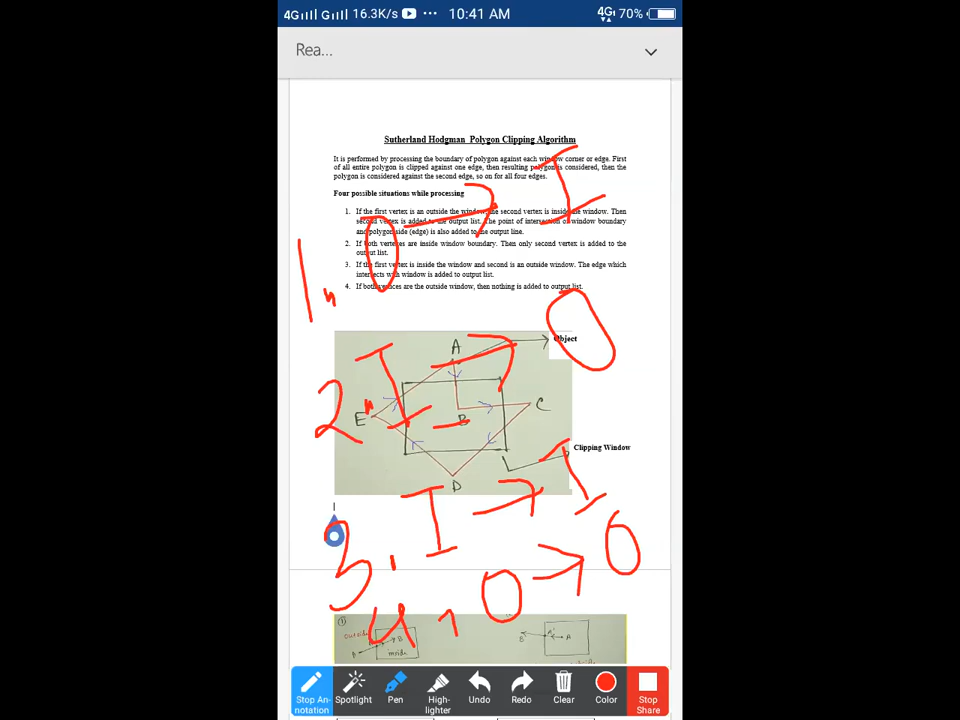 4G G 16.3K/s ··· 10:41 AM 4G 70%
Rea...
Sutherland Hodgman Polygon Clipping Algorithm
It is performed by processing the boundary of polygon against each window corner or edge. First
of all entire polygon is clipped against one edge, then resulting polygon is considered, then the
polygon is considered against the second edge, so on for all four edges.
Four possible situations while processing
1. If the first vertex is an outside the window, the second vertex is inside the window. Then
second vertex is added to the output list. The point of intersection of window boundary
and polygon side (edge) is also added to the output line.
2. If both vertexes are inside window boundary. Then only second vertex is added to the
output list.
3. If the first vertex is inside the window and second is an outside window. The edge which
intersects with window is added to output list.
4. If both vertices are the outside window, then nothing is added to output list.
1. O → I
2. I → O
3. I → I
4. O → O
A
Object
E B C
Clipping Window
D
①
outside B
P inside
B A' A
Stop An-
notation
Spotlight
Pen
High-
lighter
Undo
Redo
Clear
Color
Stop
Share